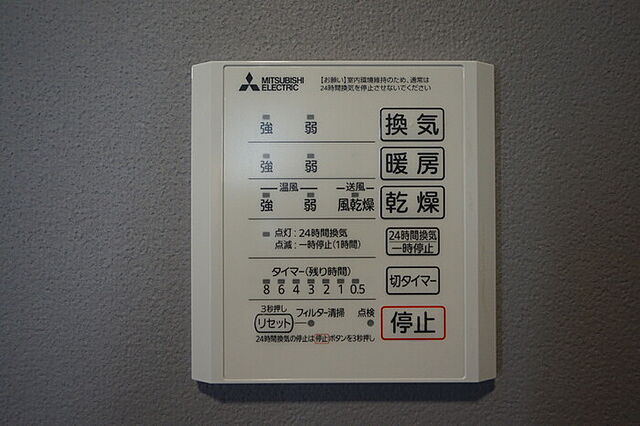 MITSUBISHI
ELECTRIC
【お願い】室内環境維持のため、通常は
24時間換気を停止させないでください
強 弱 換気
強 弱 暖房
温風 送風
強 弱 風乾燥 乾燥
点灯:24時間換気
点滅:一時停止(1時間)
24時間換気
一時停止
タイマー(残り時間)
8 6 4 3 2 1 0.5
切タイマー
3秒押し
リセット フィルター清掃 点検
停止
24時間換気の停止は停止ボタンを3秒押し